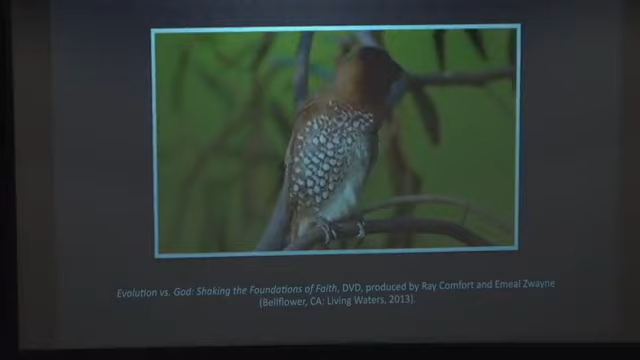 Evolution vs. God: Shaking the Foundations of Faith, DVD, produced by Ray Comfort and Emeal Zwayne
(Bellflower, CA: Living Waters, 2013).